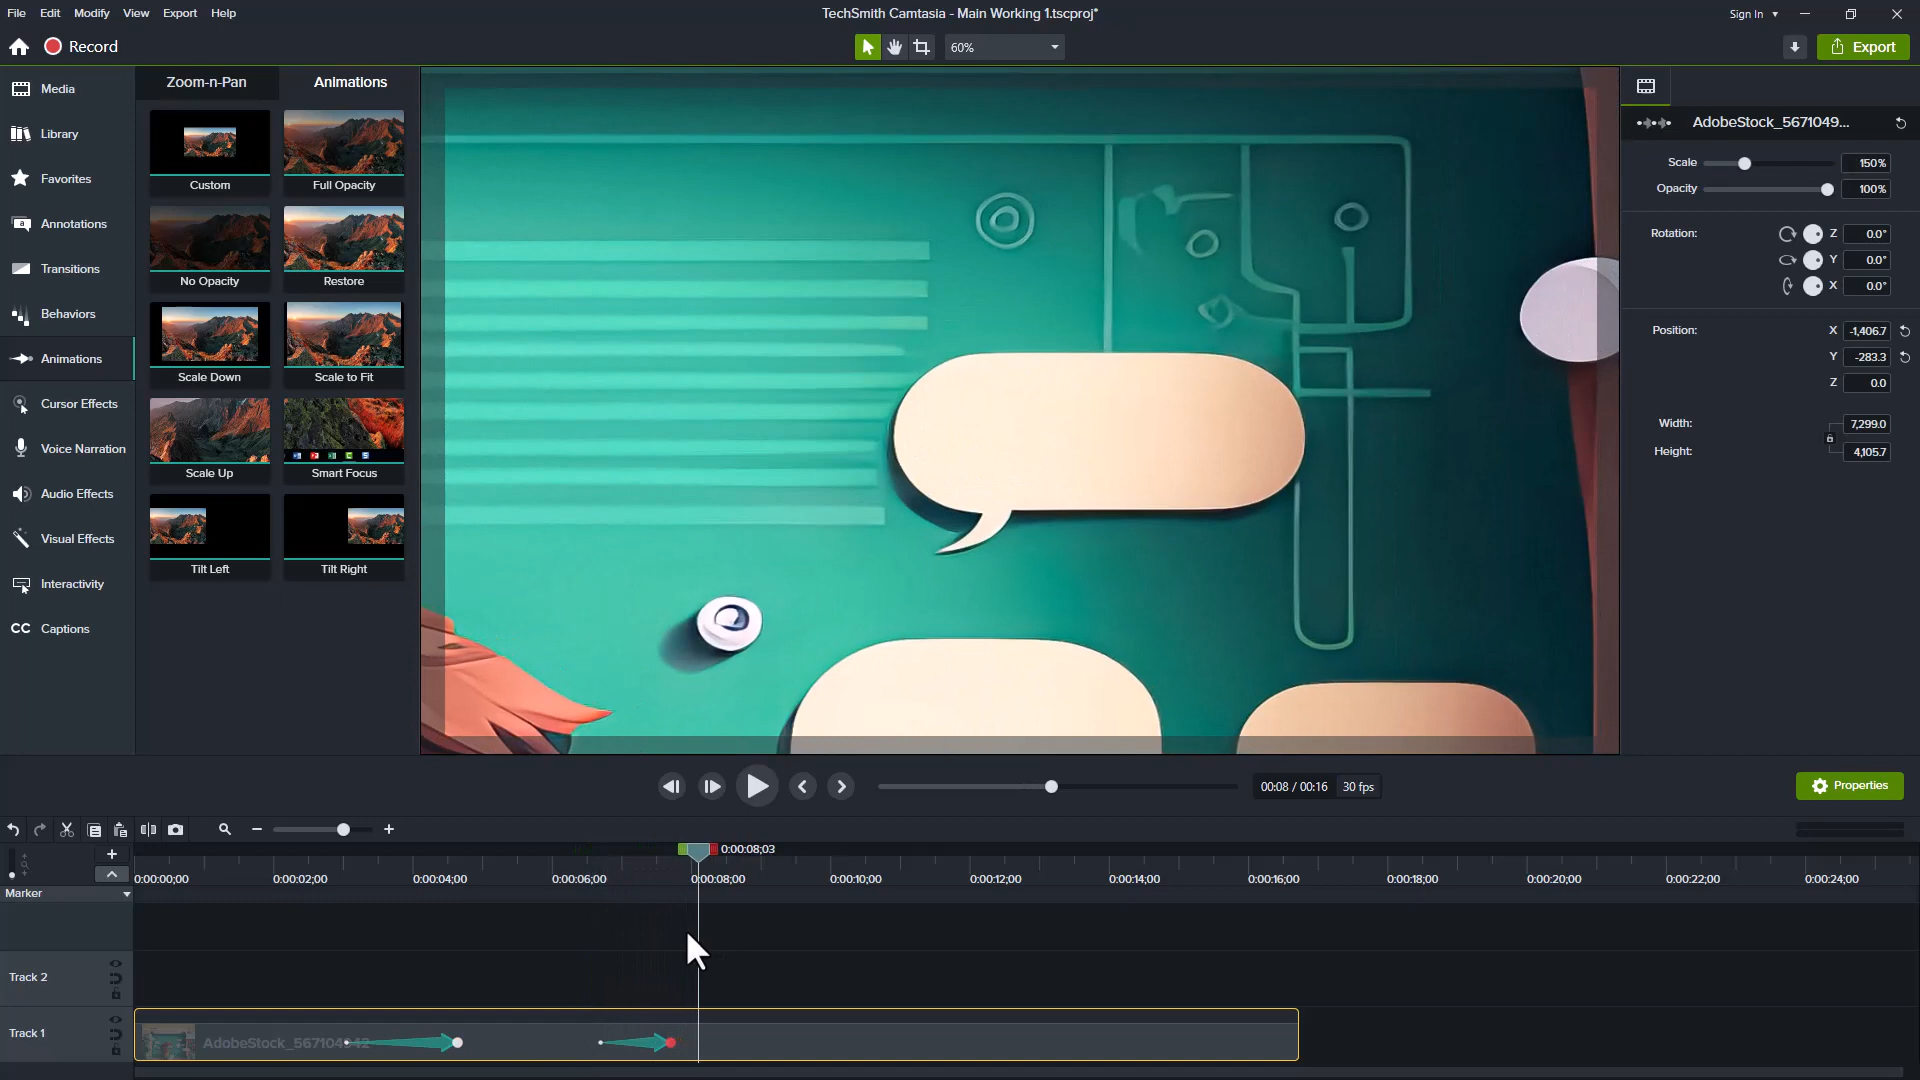 File Edit Modify View Export Help
TechSmith Camtasia - Main Working 1.tscproj*
Sign In
Record
60%
Export
Media
Library
Favorites
Annotations
Transitions
Behaviors
Animations
Cursor Effects
Voice Narration
Audio Effects
Visual Effects
Interactivity
CC Captions
Zoom-n-Pan Animations
Custom Full Opacity
No Opacity Restore
Scale Down Scale to Fit
Scale Up Smart Focus
Tilt Left Tilt Right
AdobeStock_5671049...
Scale 150%
Opacity 100%
Rotation: Z 0.0°
Y 0.0°
X 0.0°
Position: X -1,406.7
Y -283.3
Z 0.0
Width: 7,299.0
Height: 4,105.7
00:08 / 00:16 30 fps
Properties
0:00:08;03
0:00:00;00 0:00:02;00 0:00:04;00 0:00:06;00 0:00:08;00 0:00:10;00 0:00:12;00 0:00:14;00 0:00:16;00 0:00:18;00 0:00:20;00 0:00:22;00 0:00:24;00
Marker
Track 2
Track 1
AdobeStock_567104942